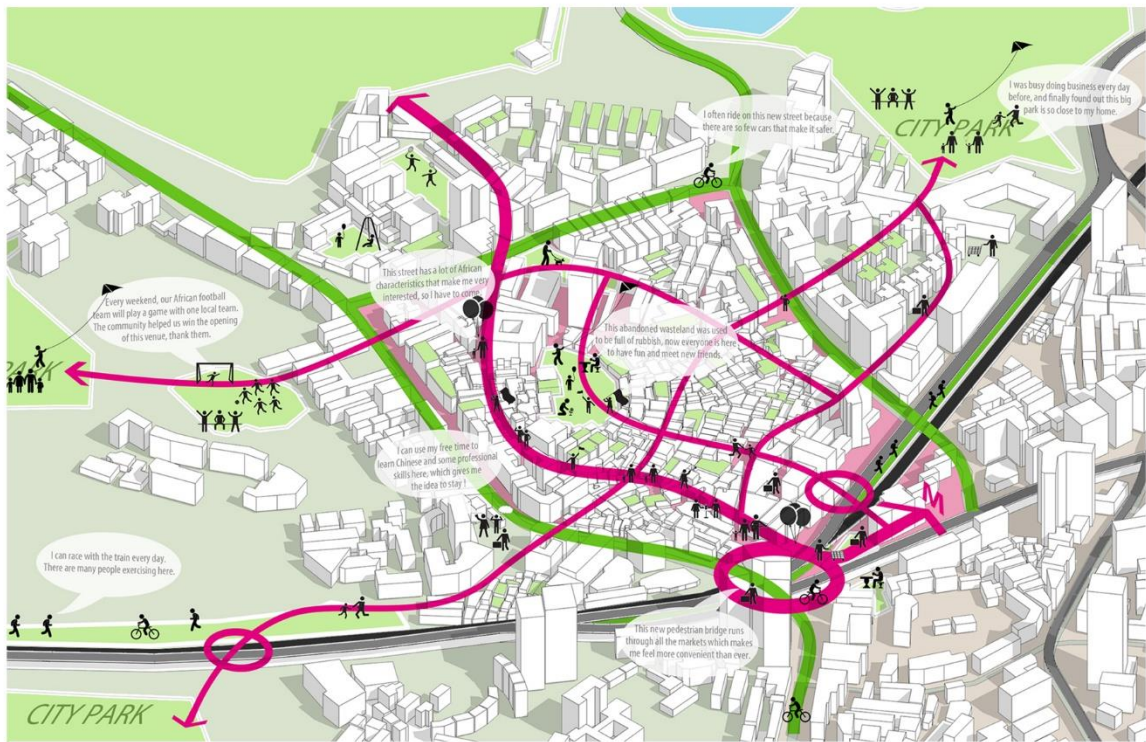 I was busy doing business every day
before, and finally found out this big
park is so close to my home.
CITY PARK
I often ride on this new street because
there are so few cars that make it safer.
This street has a lot of African
characteristics that make me very
interested, so I have to come.
Every weekend, our African football
team will play a game with one local team.
The community helped us win the opening
of this venue, thank them.
This abandoned wasteland was used
to be full of rubbish, now everyone is here
to have fun and meet new friends.
PARK
I can use my free time to
learn Chinese and some professional
skills here, which gives me
the idea to stay !
M
I can race with the train every day.
There are many people exercising here.
This new pedestrian bridge runs
through all the markets which makes
me feel more convenient than ever.
CITY PARK